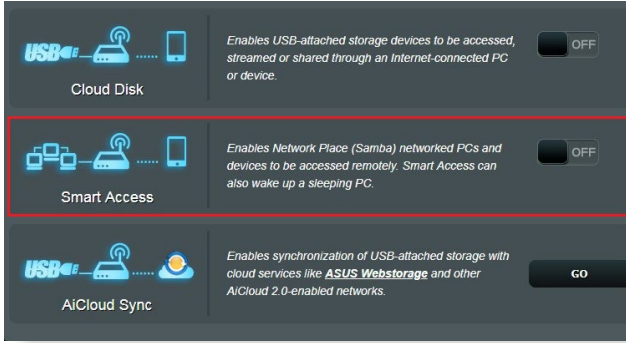 Enables USB-attached storage devices to be accessed,
streamed or shared through an Internet-connected PC
or device.
OFF
USB
Cloud Disk
Enables Network Place (Samba) networked PCs and
devices to be accessed remotely. Smart Access can
also wake up a sleeping PC.
OFF
Smart Access
Enables synchronization of USB-attached storage with
cloud services like ASUS Webstorage and other
AiCloud 2.0-enabled networks.
GO
USB
AiCloud Sync